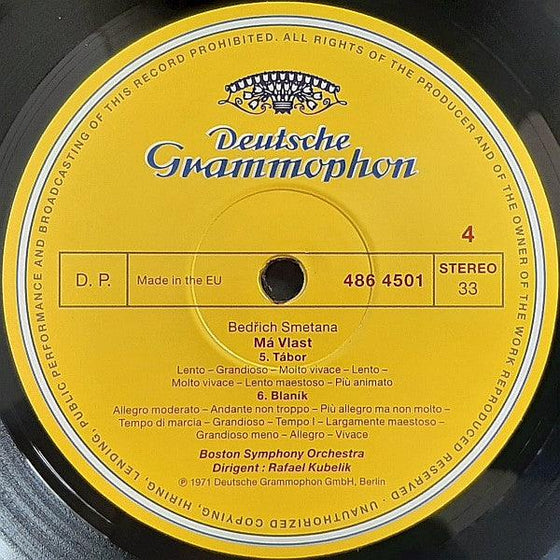 UNAUTHORIZED COPYING, HIRING, LENDING, PUBLIC PERFORMANCE AND BROADCASTING OF THIS RECORD PROHIBITED. ALL RIGHTS OF THE PRODUCER AND OF THE OWNER OF THE WORK REPRODUCED RESERVED ·
Deutsche
Grammophon
4
D. P.
Made in the EU
486 4501
STEREO
33
Bedřich Smetana
Má Vlast
5. Tábor
Lento – Grandioso – Molto vivace – Lento –
Molto vivace – Lento maestoso – Più animato
6. Blaník
Allegro moderato – Andante non troppo – Più allegro ma non molto –
Tempo di marcia – Grandioso – Tempo I – Largamente maestoso –
Grandioso meno – Allegro – Vivace
Boston Symphony Orchestra
Dirigent : Rafael Kubelik
℗ 1971 Deutsche Grammophon GmbH, Berlin